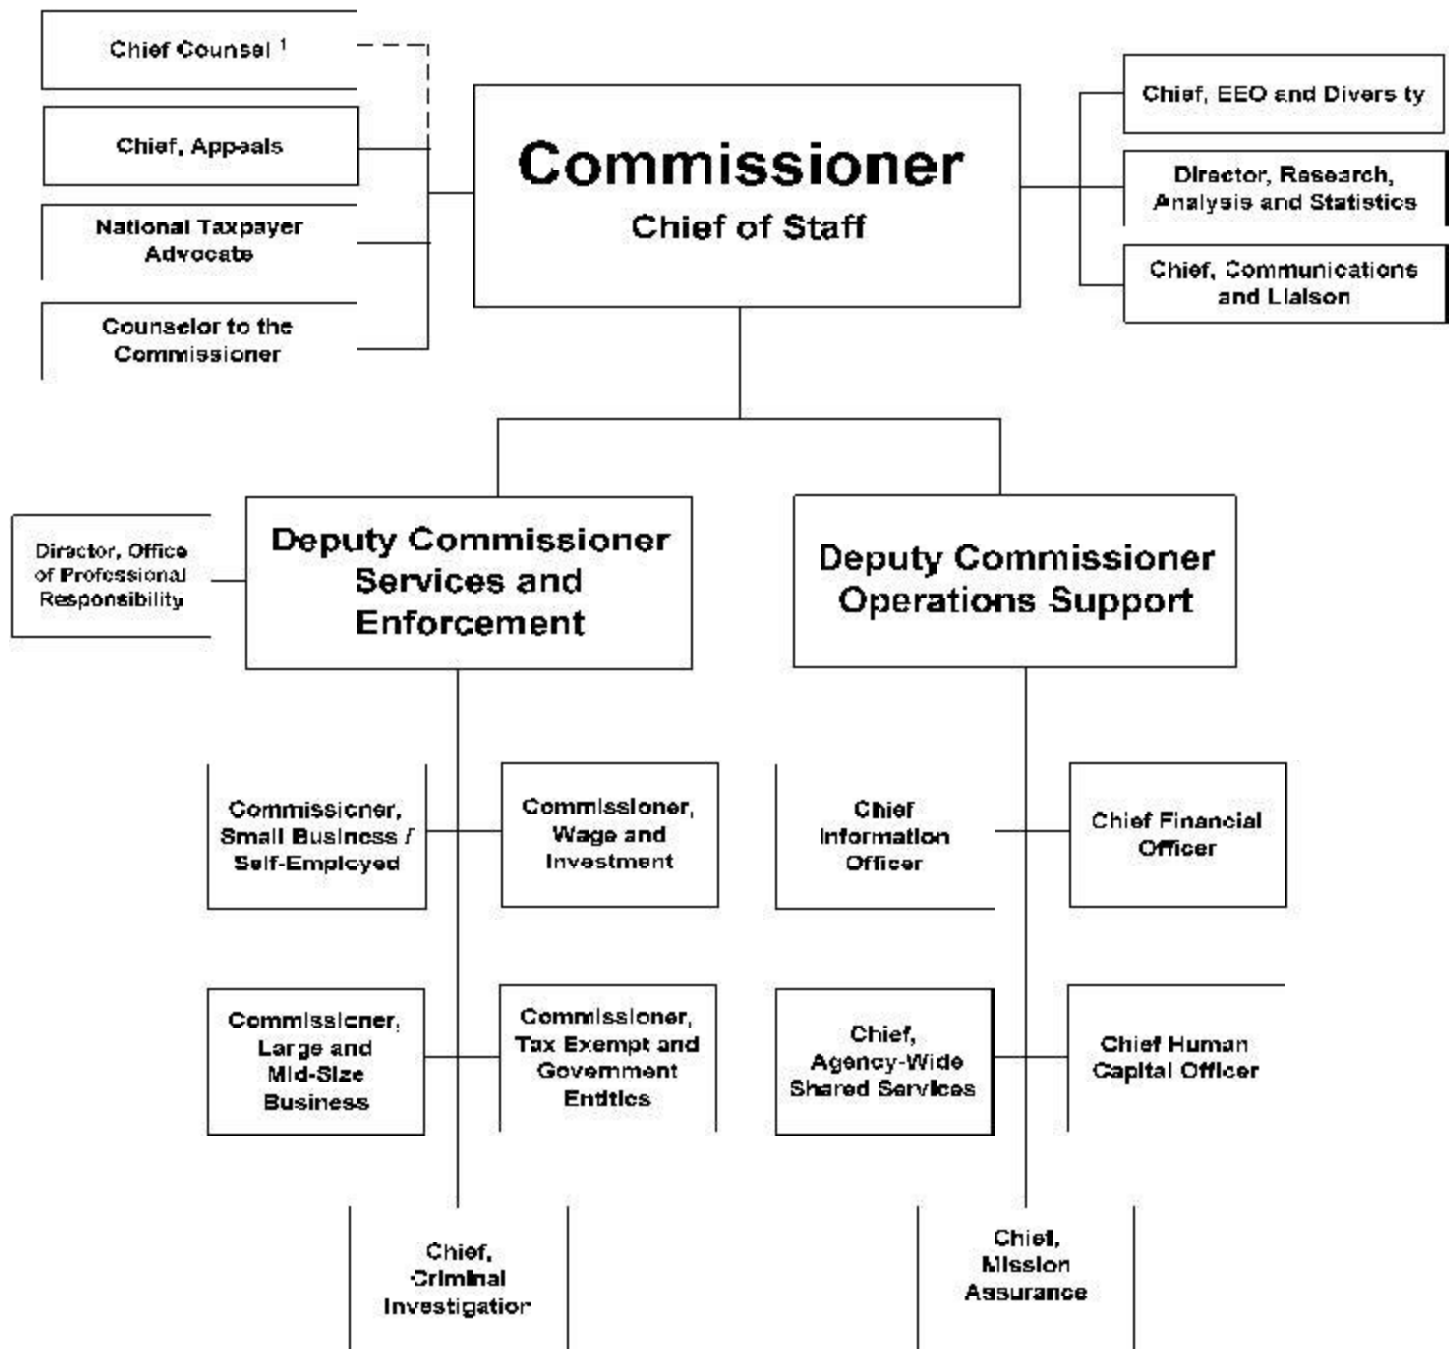 Chief Counsel 1
Chief, Appeals
National Taxpayer
Advocate
Counselor to the
Commissioner
Commissioner
Chief of Staff
Chief, EEO and Diversity
Director, Research,
Analysis and Statistics
Chief, Communications
and Liaison
Director, Office
of Professional
Responsibility
Deputy Commissioner
Services and
Enforcement
Deputy Commissioner
Operations Support
Commissioner,
Small Business /
Self-Employed
Commissioner,
Wage and
Investment
Chief
Information
Officer
Chief Financial
Officer
Commissioner,
Large and
Mid-Size
Business
Commissioner,
Tax Exempt and
Government
Entities
Chief,
Agency-Wide
Shared Services
Chief Human
Capital Officer
Chief,
Criminal
Investigation
Chief,
Mission
Assurance